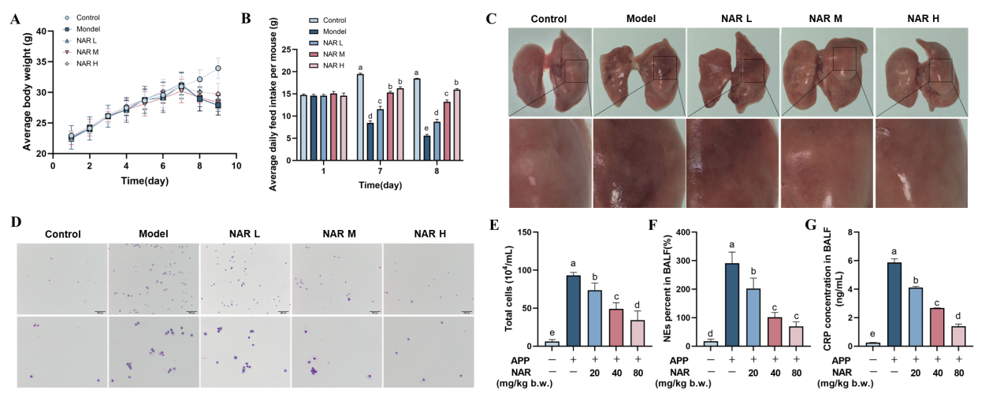 A
Control
Mondel
NAR L
NAR M
NAR H
Average body weight (g)
40
35
30
25
20
0
2
4
6
8
10
Time(day)
B
Control
Mondel
NAR L
NAR M
NAR H
Average daily feed intake per mouse (g)
25
20
15
10
5
0
a
d
c
b
b
a
e
d
c
b
1
7
8
Time(day)
C
Control
Model
NAR L
NAR M
NAR H
D
Control
Model
NAR L
NAR M
NAR H
E
Total cells (10⁴/mL)
150
100
50
0
e
a
b
c
d
APP − + + + +
NAR − − 20 40 80
(mg/kg b.w.)
F
NEs percent in BALF(%)
400
300
200
100
0
d
a
b
c
c
APP − + + + +
NAR − − 20 40 80
(mg/kg b.w.)
G
CRP concentration in BALF
(ng/mL)
8
6
4
2
0
e
a
b
c
d
APP − + + + +
NAR − − 20 40 80
(mg/kg b.w.)